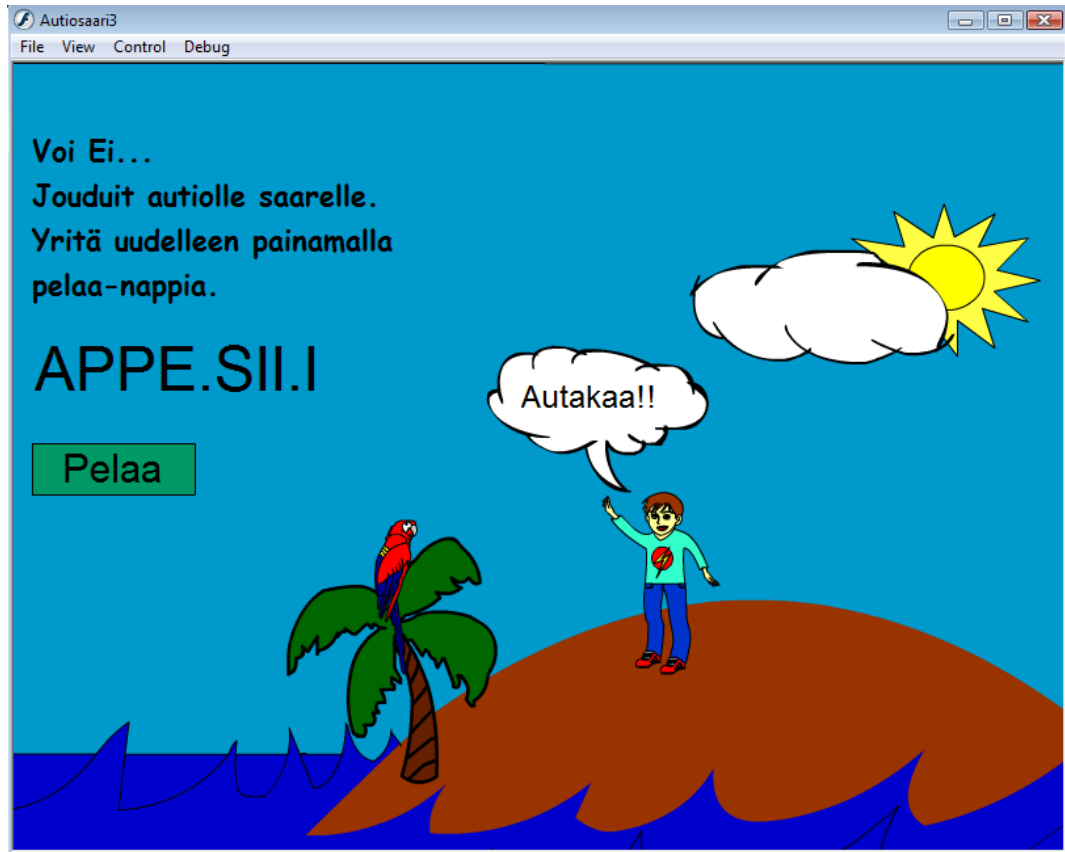 Autiosaari3
File View Control Debug
Voi Ei...
Jouduit autiolle saarelle.
Yritä uudelleen painamalla
pelaa-nappia.
APPE.SII.I
Autakaa!!
Pelaa